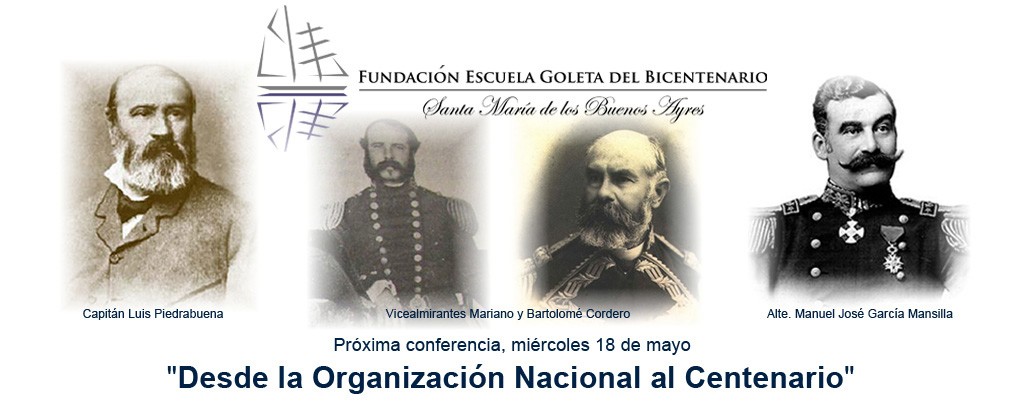 FUNDACIÓN ESCUELA GOLETA DEL BICENTENARIO
Santa María de los Buenos Ayres
Capitán Luis Piedrabuena
Vicealmirantes Mariano y Bartolomé Cordero
Alte. Manuel José García Mansilla
Próxima conferencia, miércoles 18 de mayo
"Desde la Organización Nacional al Centenario"